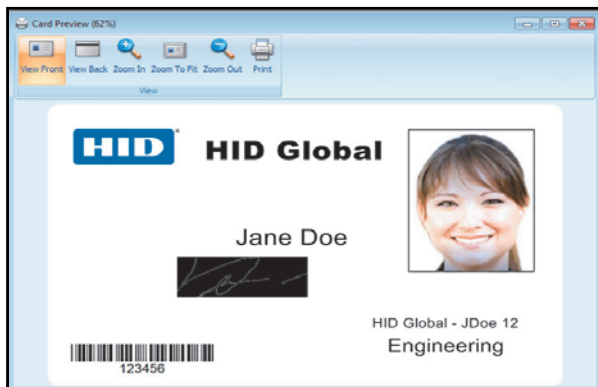 Card Preview (62%)
View Front View Back Zoom In Zoom To Fit Zoom Out Print
View
HID HID Global
Jane Doe
HID Global - JDoe 12
Engineering
123456